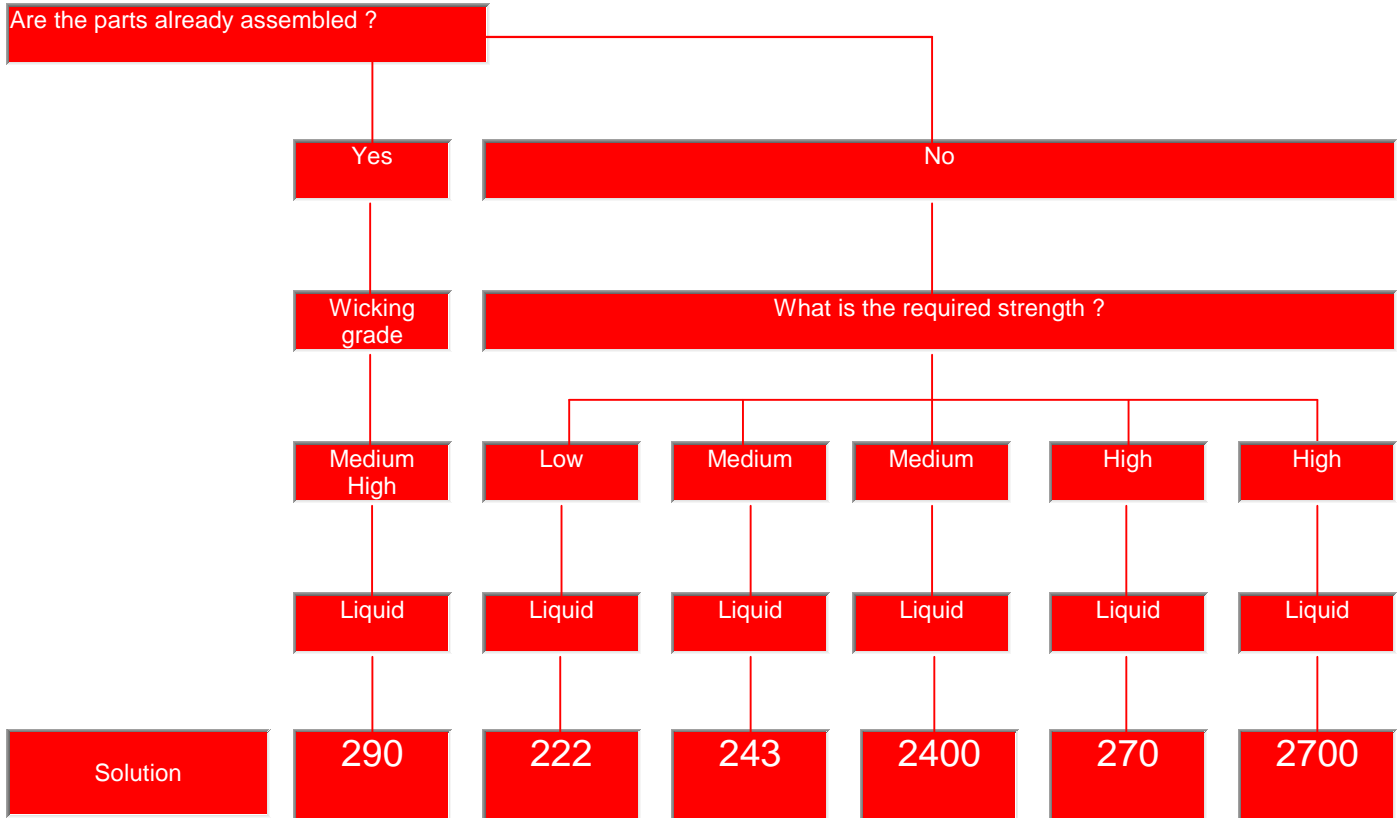 Are the parts already assembled ?
Yes
No
Wicking
grade
What is the required strength ?
Medium
High
Low
Medium
Medium
High
High
Liquid
Liquid
Liquid
Liquid
Liquid
Liquid
Solution
290
222
243
2400
270
2700